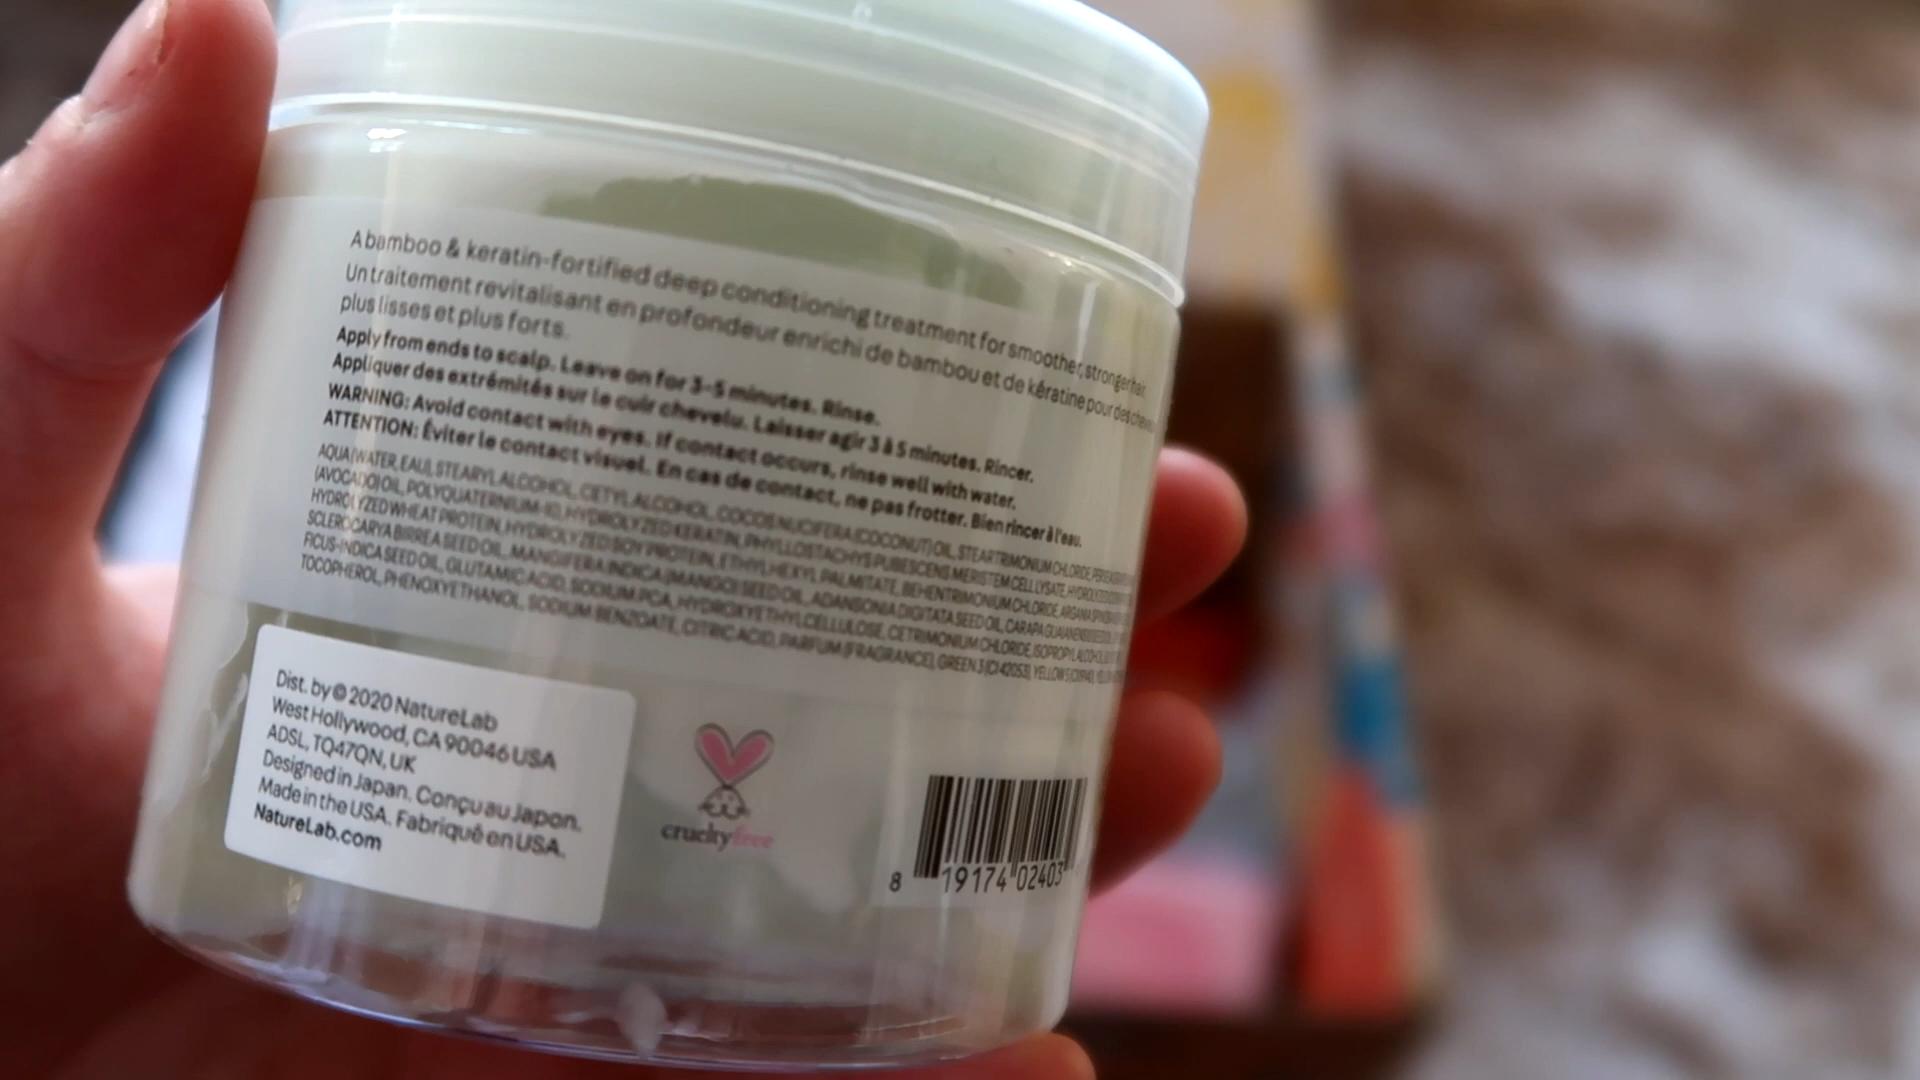 A bamboo & keratin-fortified deep conditioning treatment for smoother, stronger hair.
Un traitement revitalisant en profondeur enrichi de bambou et de kératine pour des
plus lisses et plus forts.
Apply from ends to scalp. Leave on for 3-5 minutes. Rinse.
Appliquer des extrémités sur le cuir chevelu. Laisser agir 3 à 5 minutes. Rincer.
WARNING: Avoid contact with eyes. If contact occurs, rinse well with water.
ATTENTION: Éviter le contact visuel. En cas de contact, ne pas frotter. Bien rincer à l'eau.
AQUA (WATER, EAU), STEARYL ALCOHOL, CETYL ALCOHOL, COCOS NUCIFERA (COCONUT) OIL, STEARTRIMONIUM CHLORIDE,
(AVOCADO) OIL, POLYQUATERNIUM-10, HYDROLYZED KERATIN, PHYLLOSTACHYS PUBESCENS MERISTEM CELL LYSATE,
HYDROLYZED WHEAT PROTEIN, HYDROLYZED SOY PROTEIN, ETHYLHEXYL PALMITATE, BEHENTRIMONIUM CHLORIDE, ARGANIA
SCLEROCARYA BIRREA SEED OIL, MANGIFERA INDICA (MANGO) SEED OIL, ADANSONIA DIGITATA SEED OIL, CARAPA
FICUS-INDICA SEED OIL, GLUTAMIC ACID, SODIUM PCA, HYDROXYETHYLCELLULOSE, CETRIMONIUM CHLORIDE, ISOPROPYL ALCOHOL,
TOCOPHEROL, PHENOXYETHANOL, SODIUM BENZOATE, CITRIC ACID, PARFUM (FRAGRANCE), GREEN 3 (CI 42053), YELLOW 5
Dist. by © 2020 NatureLab
West Hollywood, CA 90046 USA
ADSL, TQ4 7QN, UK
Designed in Japan. Conçu au Japon.
Made in the USA. Fabriqué en USA.
NatureLab.com
crueltyfree
8 19174 02403